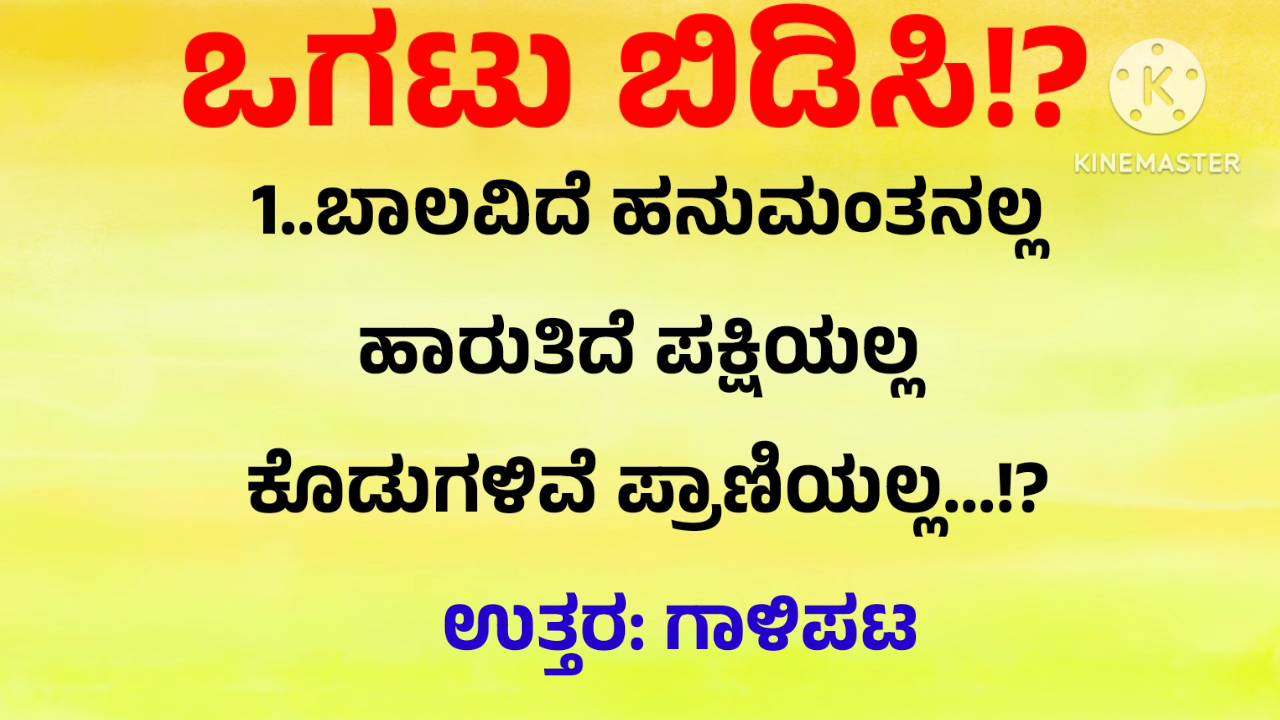 ಒಗಟು ಬಿಡಿಸಿ!?
K
KINEMASTER
1..ಬಾಲವಿದೆ ಹನುಮಂತನಲ್ಲ
ಹಾರುತಿದೆ ಪಕ್ಷಿಯಲ್ಲ
ಕೊಡುಗಳಿವೆ ಪ್ರಾಣಿಯಲ್ಲ...!?
ಉತ್ತರ: ಗಾಳಿಪಟ